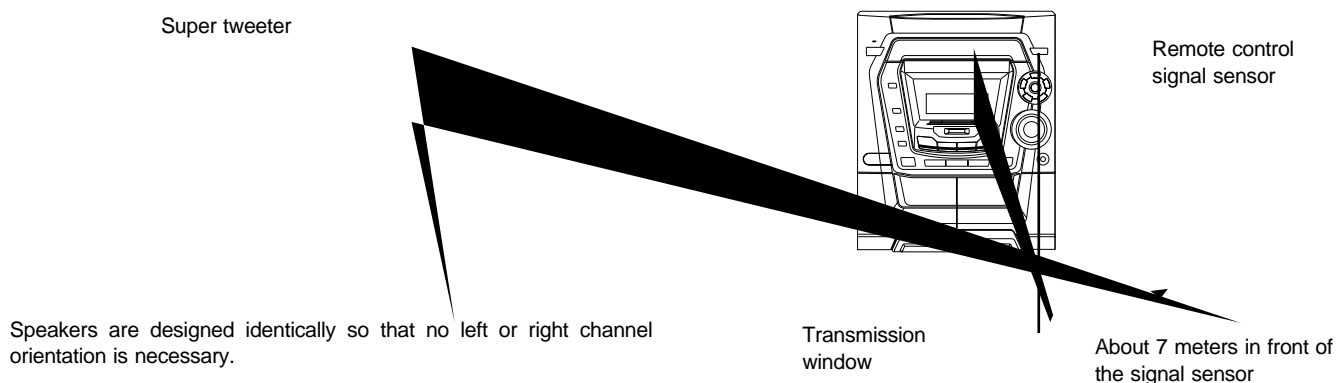 Super tweeter
Remote control
signal sensor
Speakers are designed identically so that no left or right channel
orientation is necessary.
Transmission
window
About 7 meters in front of
the signal sensor